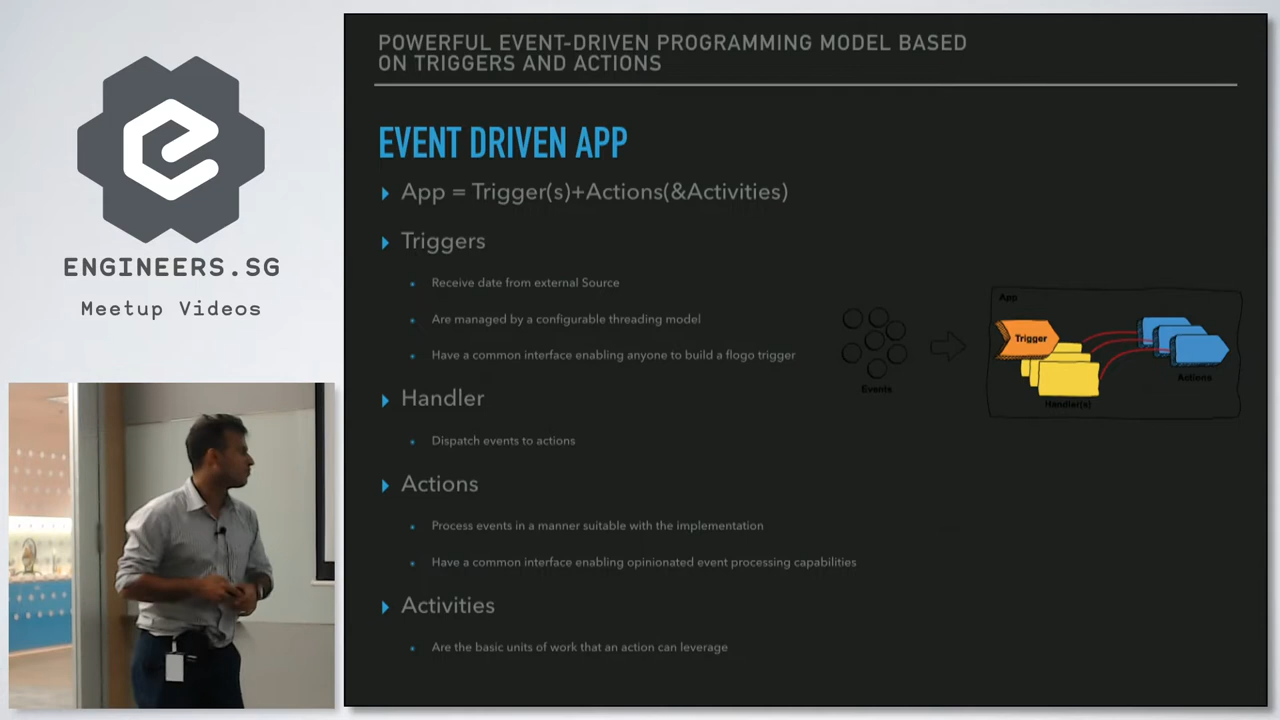 ENGINEERS.SG
Meetup Videos
POWERFUL EVENT-DRIVEN PROGRAMMING MODEL BASED
ON TRIGGERS AND ACTIONS
EVENT DRIVEN APP
App = Trigger(s)+Actions(&Activities)
Triggers
Receive date from external Source
Are managed by a configurable threading model
Have a common interface enabling anyone to build a flogo trigger
Handler
Dispatch events to actions
Actions
Process events in a manner suitable with the implementation
Have a common interface enabling opinionated event processing capabilities
Activities
Are the basic units of work that an action can leverage
Events
App
Trigger
Handler(s)
Actions